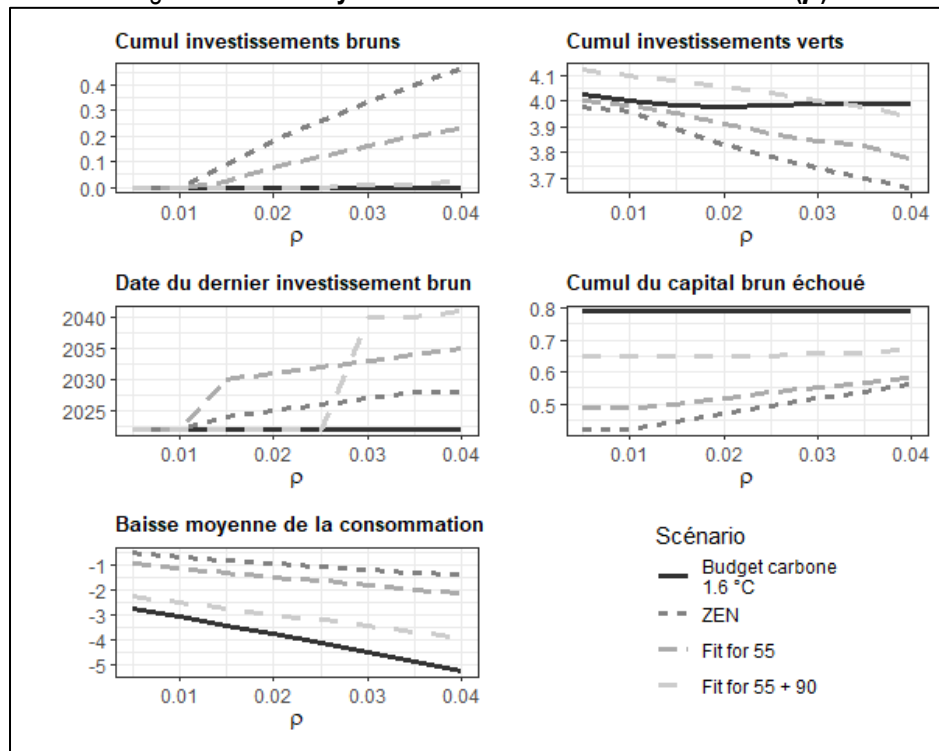 Cumul investissements bruns
0.4
0.3
0.2
0.1
0.0
0.01 0.02 0.03 0.04
ρ
Cumul investissements verts
4.1
4.0
3.9
3.8
3.7
0.01 0.02 0.03 0.04
ρ
Date du dernier investissement brun
2040
2035
2030
2025
0.01 0.02 0.03 0.04
ρ
Cumul du capital brun échoué
0.8
0.7
0.6
0.5
0.01 0.02 0.03 0.04
ρ
Baisse moyenne de la consommation
-1
-2
-3
-4
-5
0.01 0.02 0.03 0.04
ρ
Scénario
Budget carbone
1.6 °C
ZEN
Fit for 55
Fit for 55 + 90